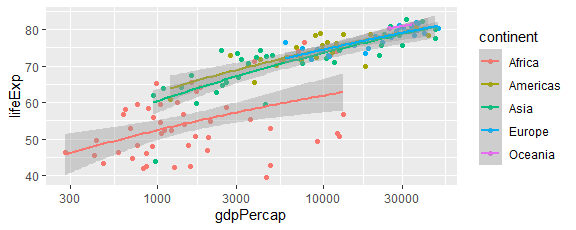 80
70
60
50
40
lifeExp
300
1000
3000
10000
30000
gdpPercap
continent
Africa
Americas
Asia
Europe
Oceania